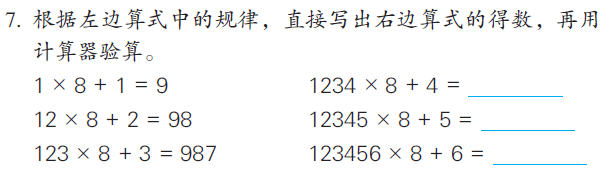 7. 根据左边算式中的规律，直接写出右边算式的得数，再用
计算器验算。
1 × 8 + 1 = 9 1234 × 8 + 4 =
12 × 8 + 2 = 98 12345 × 8 + 5 =
123 × 8 + 3 = 987 123456 × 8 + 6 =